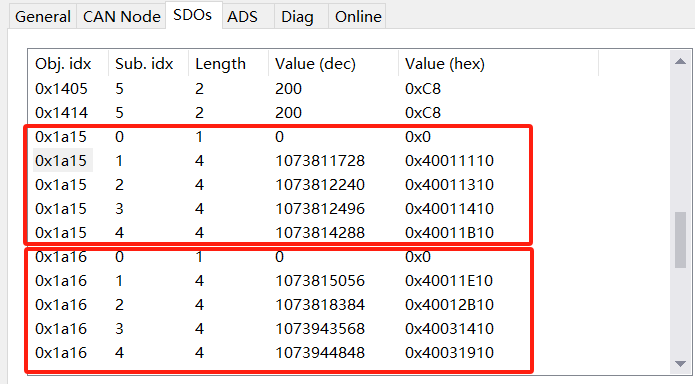 General CAN Node SDOs ADS Diag Online
Obj. idx Sub. idx Length Value (dec) Value (hex)
0x1405 5 2 200 0xC8
0x1414 5 2 200 0xC8
0x1a15 0 1 0 0x0
0x1a15 1 4 1073811728 0x40011110
0x1a15 2 4 1073812240 0x40011310
0x1a15 3 4 1073812496 0x40011410
0x1a15 4 4 1073814288 0x40011B10
0x1a16 0 1 0 0x0
0x1a16 1 4 1073815056 0x40011E10
0x1a16 2 4 1073818384 0x40012B10
0x1a16 3 4 1073943568 0x40031410
0x1a16 4 4 1073944848 0x40031910